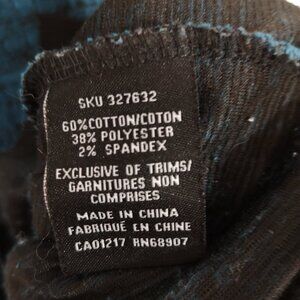 SKU 327632
60%COTTON/COTON
38% POLYESTER
2% SPANDEX
EXCLUSIVE OF TRIMS/
GARNITURES NON
COMPRISES
MADE IN CHINA
FABRIQUÉ EN CHINE
CA01217 RN68907